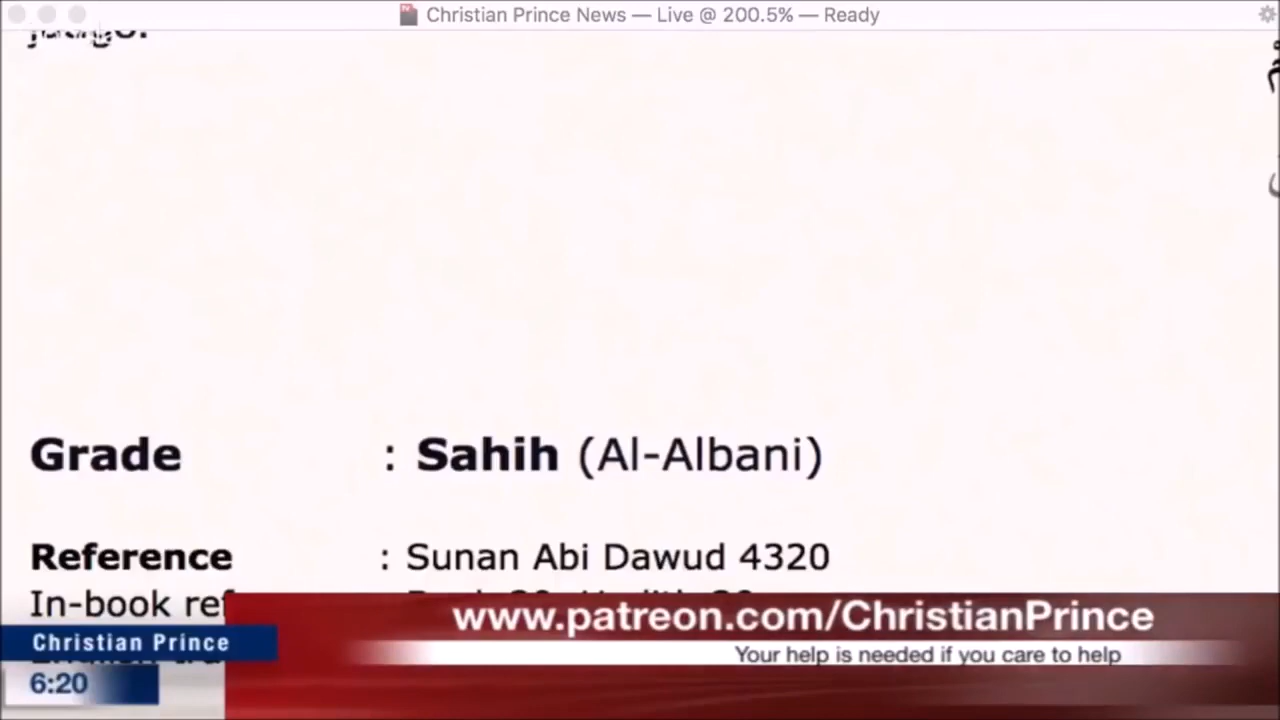 Christian Prince News — Live @ 200.5% — Ready
Grade : Sahih (Al-Albani)
Reference : Sunan Abi Dawud 4320
In-book ref
www.patreon.com/ChristianPrince
Christian Prince
Your help is needed if you care to help
6:20